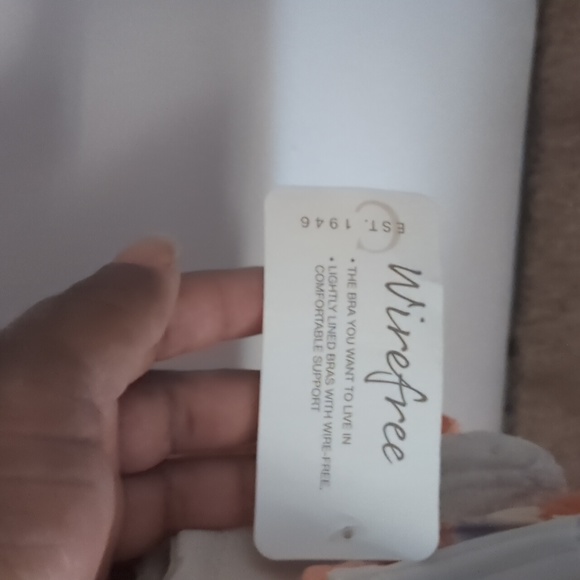 EST. 1946
Wirefree
• THE BRA YOU WANT TO LIVE IN
• LIGHTLY LINED BRAS WITH WIRE-FREE,
COMFORTABLE SUPPORT